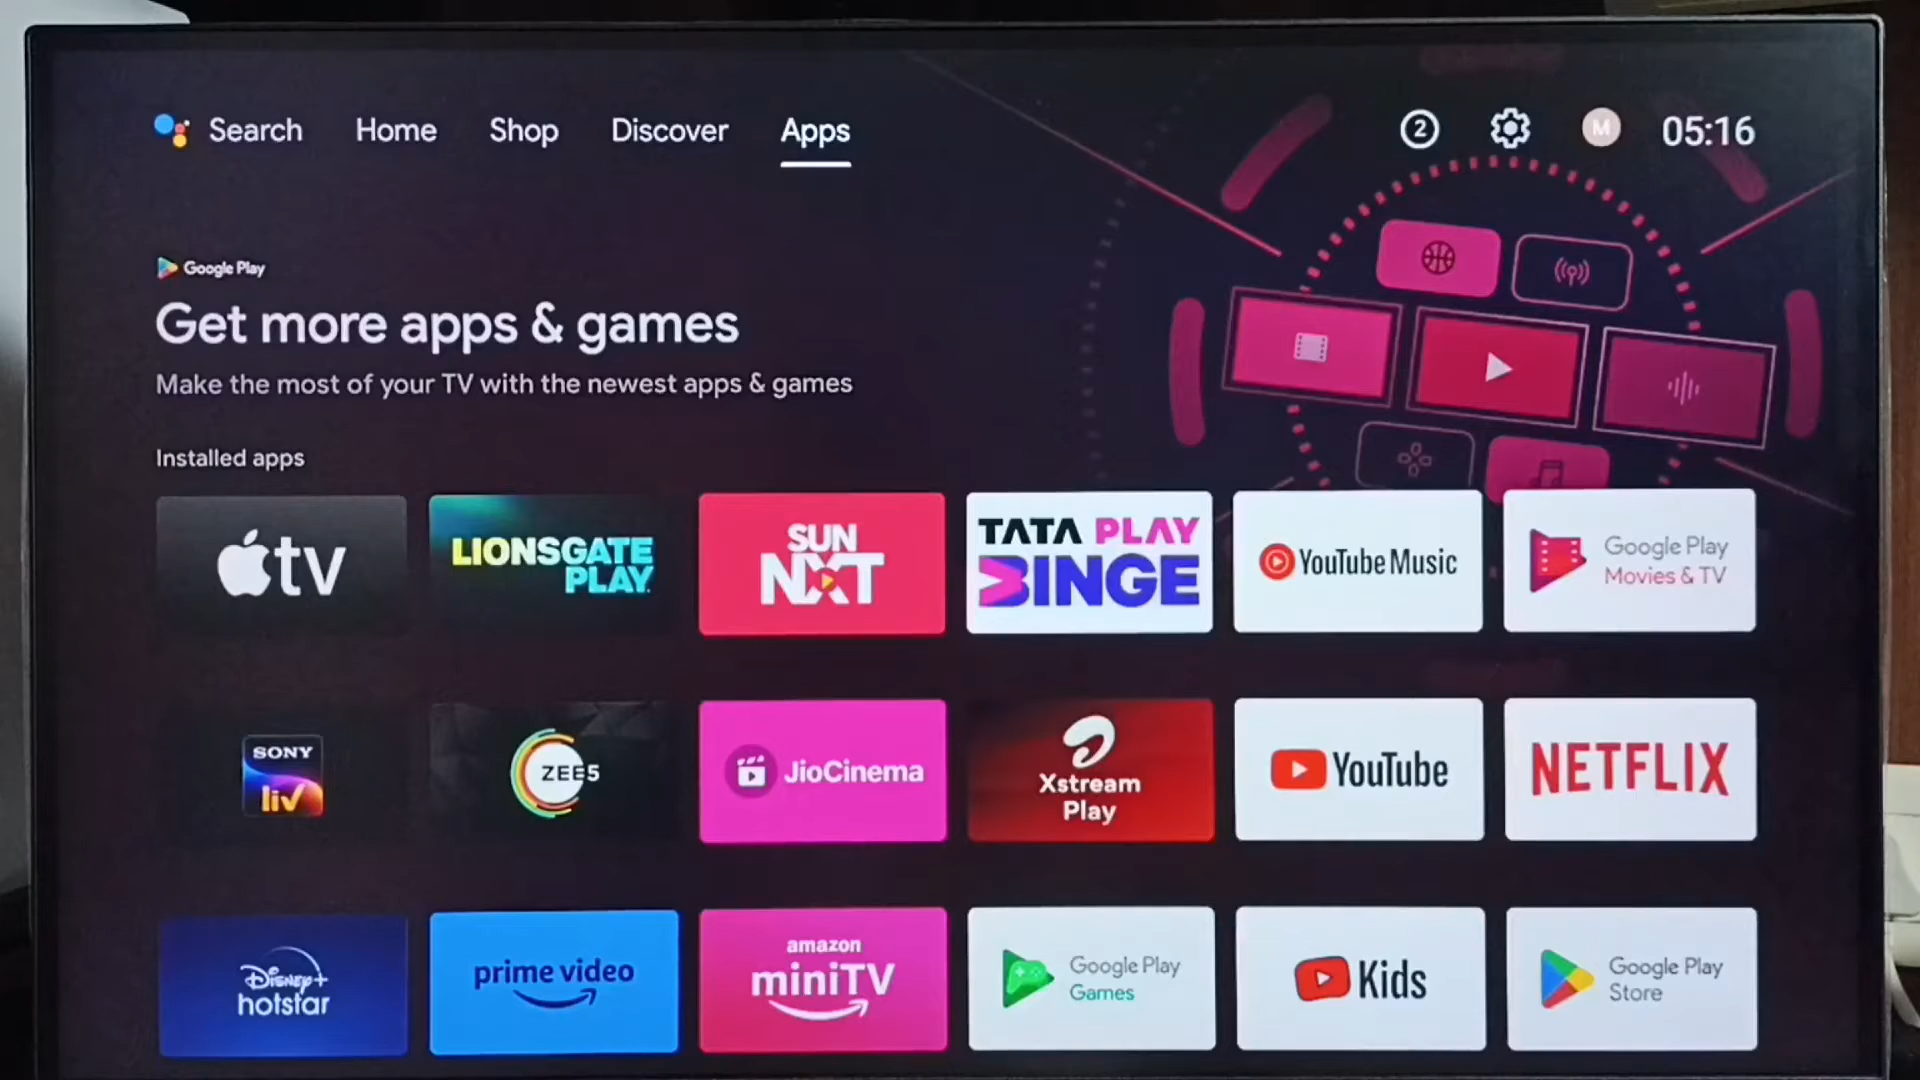 Search Home Shop Discover Apps
2 M 05:16
Google Play
Get more apps & games
Make the most of your TV with the newest apps & games
Installed apps
tv
LIONSGATE
PLAY
SUN
NXT
TATA PLAY
BINGE
YouTube Music
Google Play
Movies & TV
SONY
liv
ZEE5
JioCinema
Xstream
Play
YouTube
NETFLIX
Disney+
hotstar
prime video
amazon
miniTV
Google Play
Games
Kids
Google Play
Store